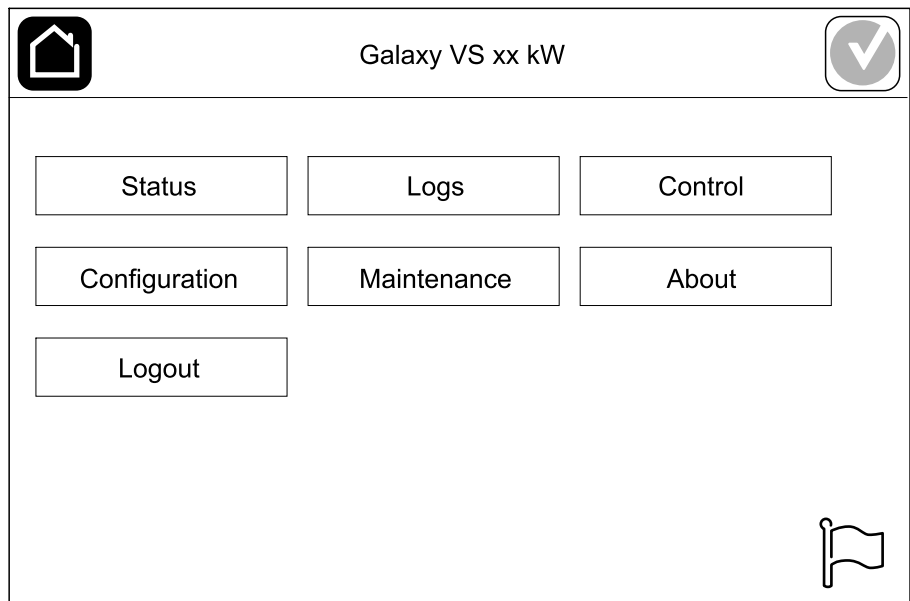 Galaxy VS xx kW
Status
Logs
Control
Configuration
Maintenance
About
Logout